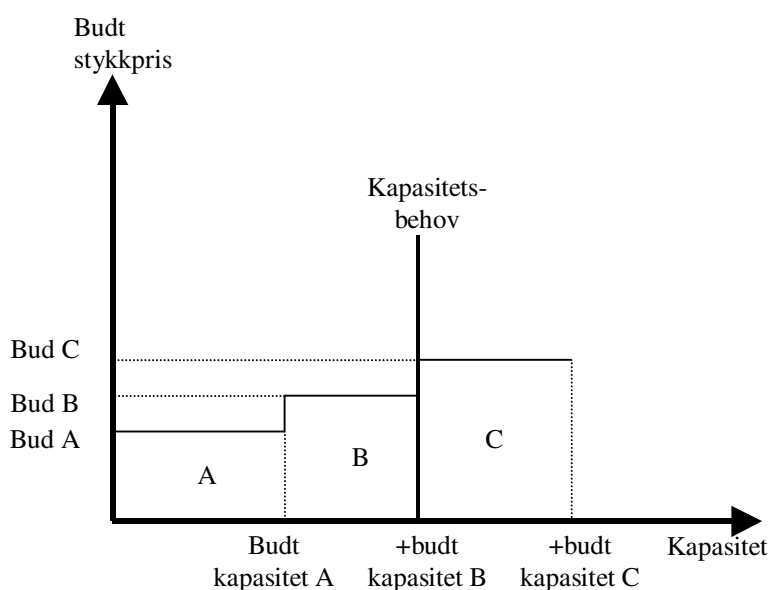 Budt
stykkpris
Kapasitets-
behov
Bud C
Bud B
Bud A
A
B
C
Budt
kapasitet A
+budt
kapasitet B
+budt
kapasitet C
Kapasitet